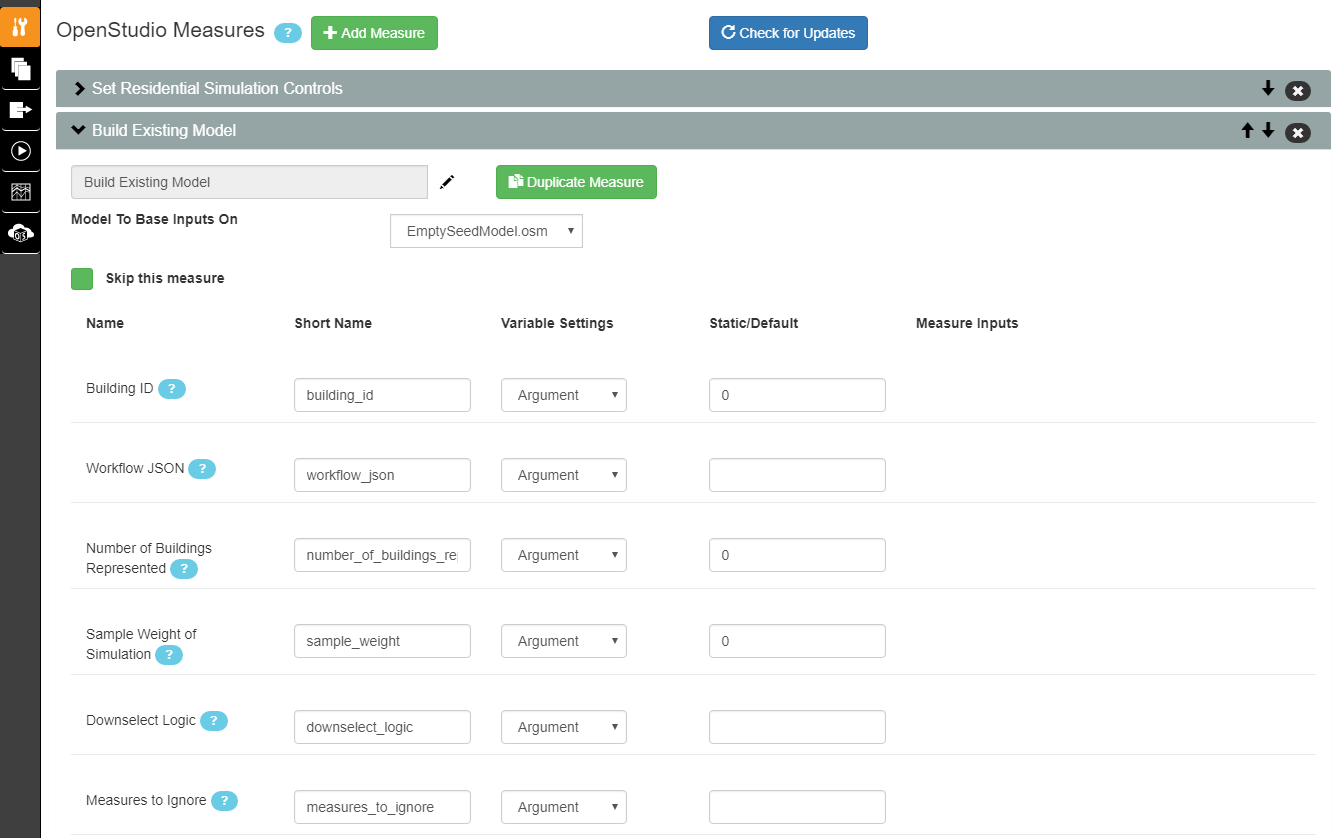 OpenStudio Measures ? Add Measure Check for Updates
Set Residential Simulation Controls
Build Existing Model
Build Existing Model Duplicate Measure
Model To Base Inputs On
EmptySeedModel.osm
Skip this measure
Name Short Name Variable Settings Static/Default Measure Inputs
Building ID ? building_id Argument 0
Workflow JSON ? workflow_json Argument
Number of Buildings
Represented ? number_of_buildings_re Argument 0
Sample Weight of
Simulation ? sample_weight Argument 0
Downselect Logic ? downselect_logic Argument
Measures to Ignore ? measures_to_ignore Argument